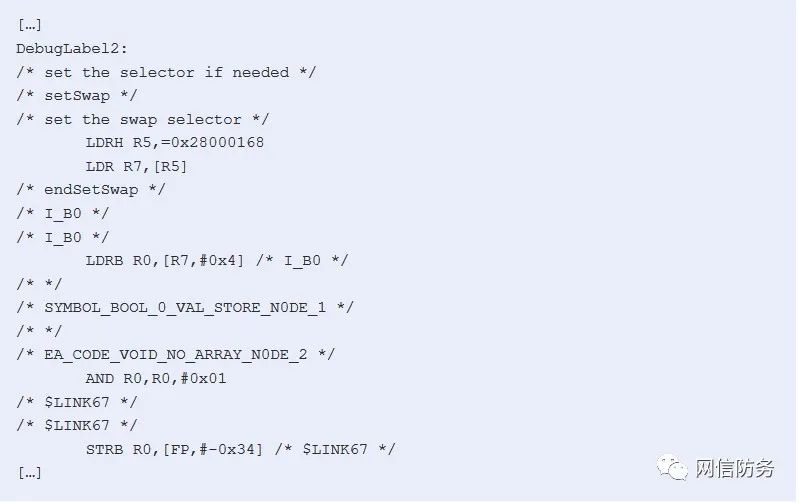 […]
DebugLabel2:
/* set the selector if needed */
/* setSwap */
/* set the swap selector */
LDRH R5,=0x28000168
LDR R7,[R5]
/* endSetSwap */
/* I_B0 */
/* I_B0 */
LDRB R0,[R7,#0x4] /* I_B0 */
/* */
/* SYMBOL_BOOL_0_VAL_STORE_N0DE_1 */
/* */
/* EA_CODE_VOID_NO_ARRAY_N0DE_2 */
AND R0,R0,#0x01
/* $LINK67 */
/* $LINK67 */
STRB R0,[FP,#-0x34] /* $LINK67 */
[…]
网信防务